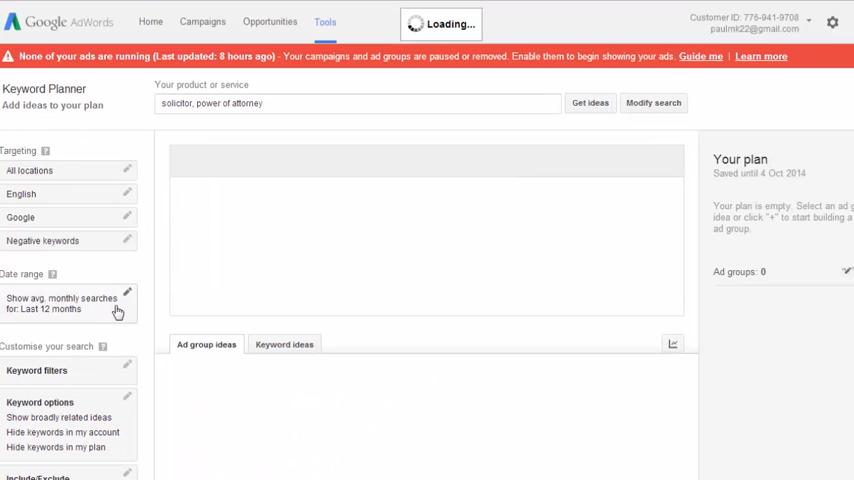 Google AdWords
Home
Campaigns
Opportunities
Tools
Loading...
Customer ID: 776-941-9708
paulmk22@gmail.com
None of your ads are running (Last updated: 8 hours ago) - Your campaigns and ad groups are paused or removed. Enable them to begin showing your ads. Guide me | Learn more
Keyword Planner
Add ideas to your plan
Your product or service
solicitor, power of attorney
Get ideas
Modify search
Targeting ?
All locations
English
Google
Negative keywords
Date range ?
Show avg. monthly searches
for: Last 12 months
Customise your search ?
Keyword filters
Keyword options
Show broadly related ideas
Hide keywords in my account
Hide keywords in my plan
Include/Exclude
Ad group ideas
Keyword ideas
Your plan
Saved until 4 Oct 2014
Your plan is empty. Select an ad g
idea or click "+" to start building a
ad group.
Ad groups: 0